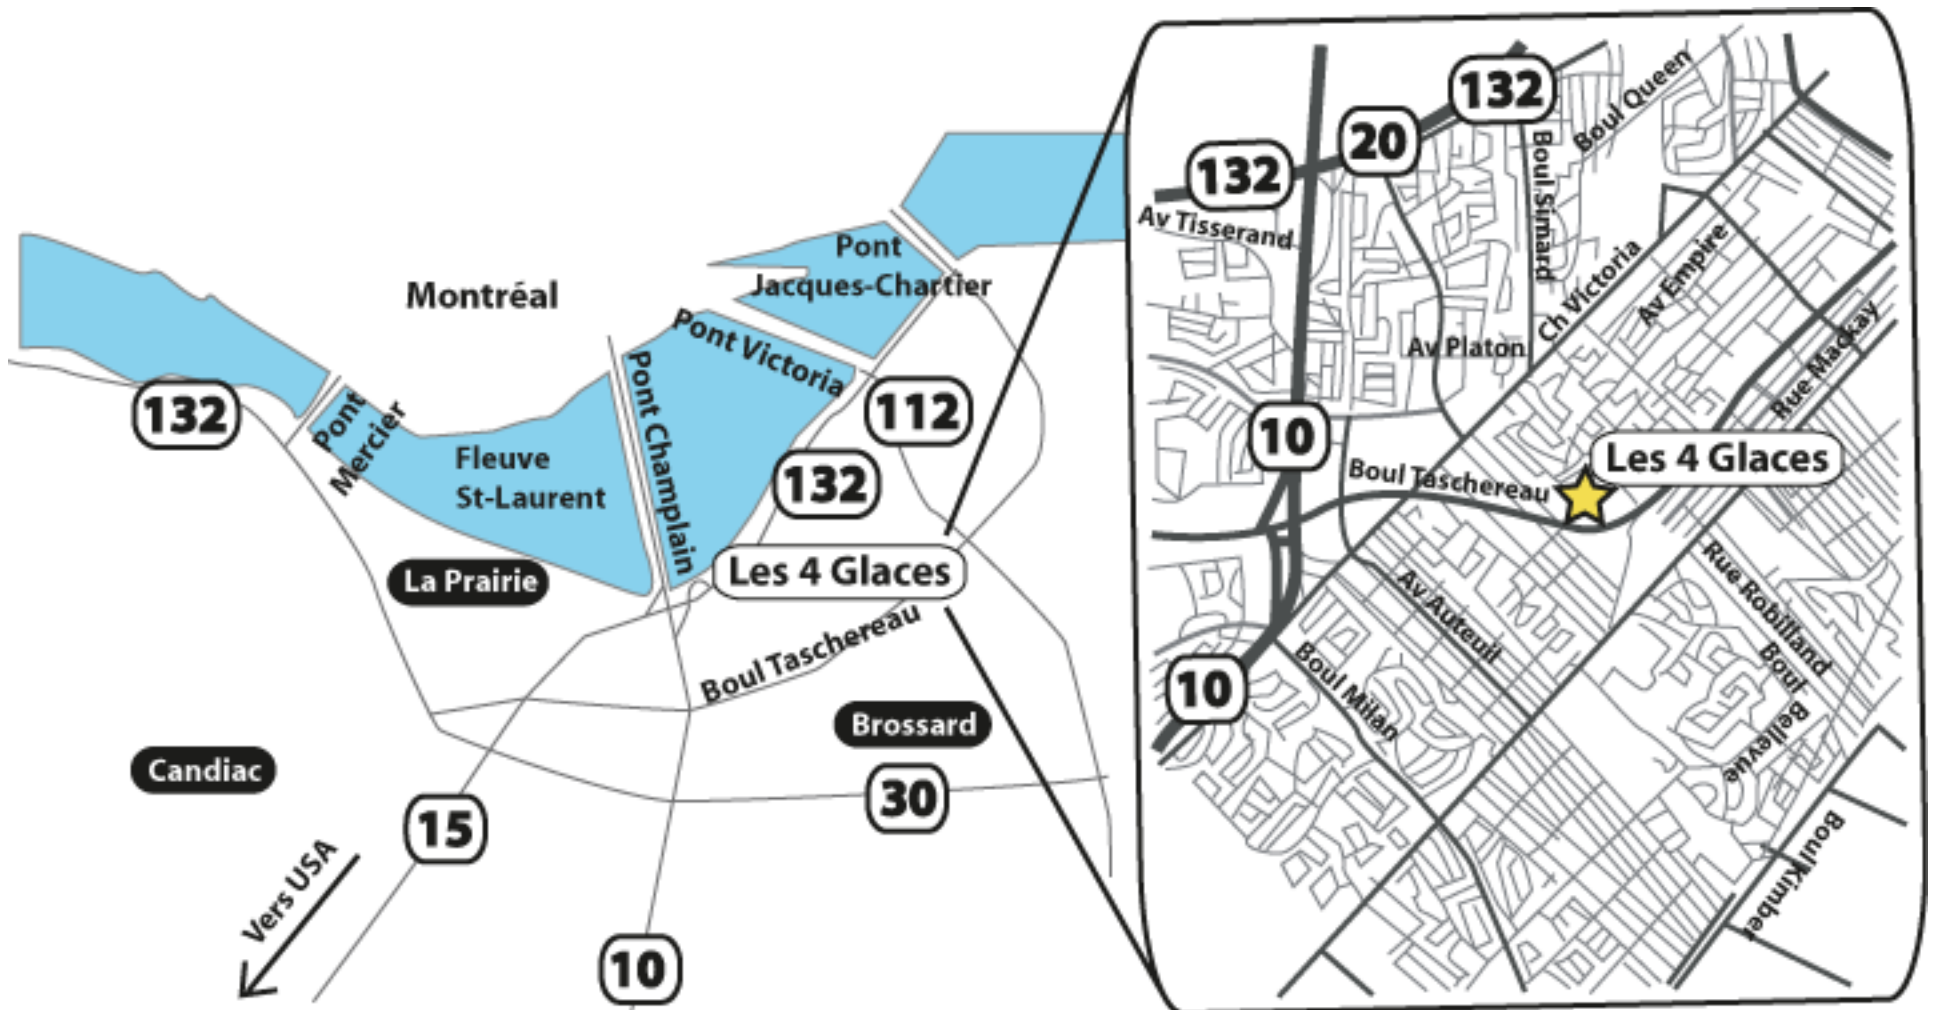 Montréal
Pont
Jacques-Chartier
Pont Victoria
Pont Champlain
Pont
Mercier
Fleuve
St-Laurent
132
112
132
La Prairie
Les 4 Glaces
Boul Taschereau
Brossard
Candiac
30
15
10
Vers USA
132
20
132
Boul Queen
Boul Simard
Av Tisserand
Ch Victoria
Av Empire
Av Platon
Rue Mackay
10
Les 4 Glaces
Boul Taschereau
Rue Robilland
Av Auteuil
Boul
Bellevue
Boul Milan
10
Boul Kimber